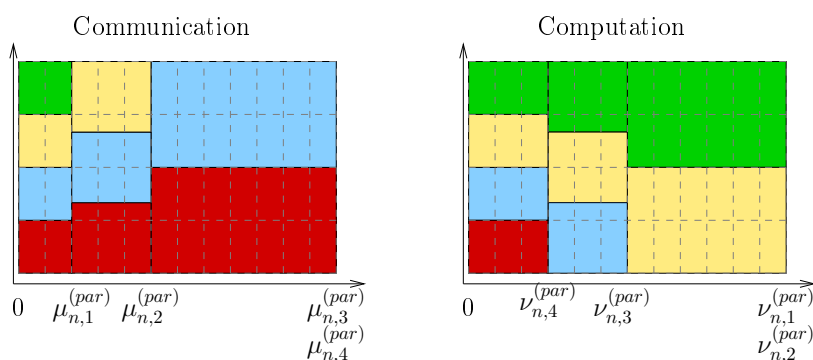 Communication Computation
0 μ_{n,1}^{(par)} μ_{n,2}^{(par)} μ_{n,3}^{(par)} 0 ν_{n,4}^{(par)} ν_{n,3}^{(par)} ν_{n,1}^{(par)}
μ_{n,4}^{(par)} ν_{n,2}^{(par)}